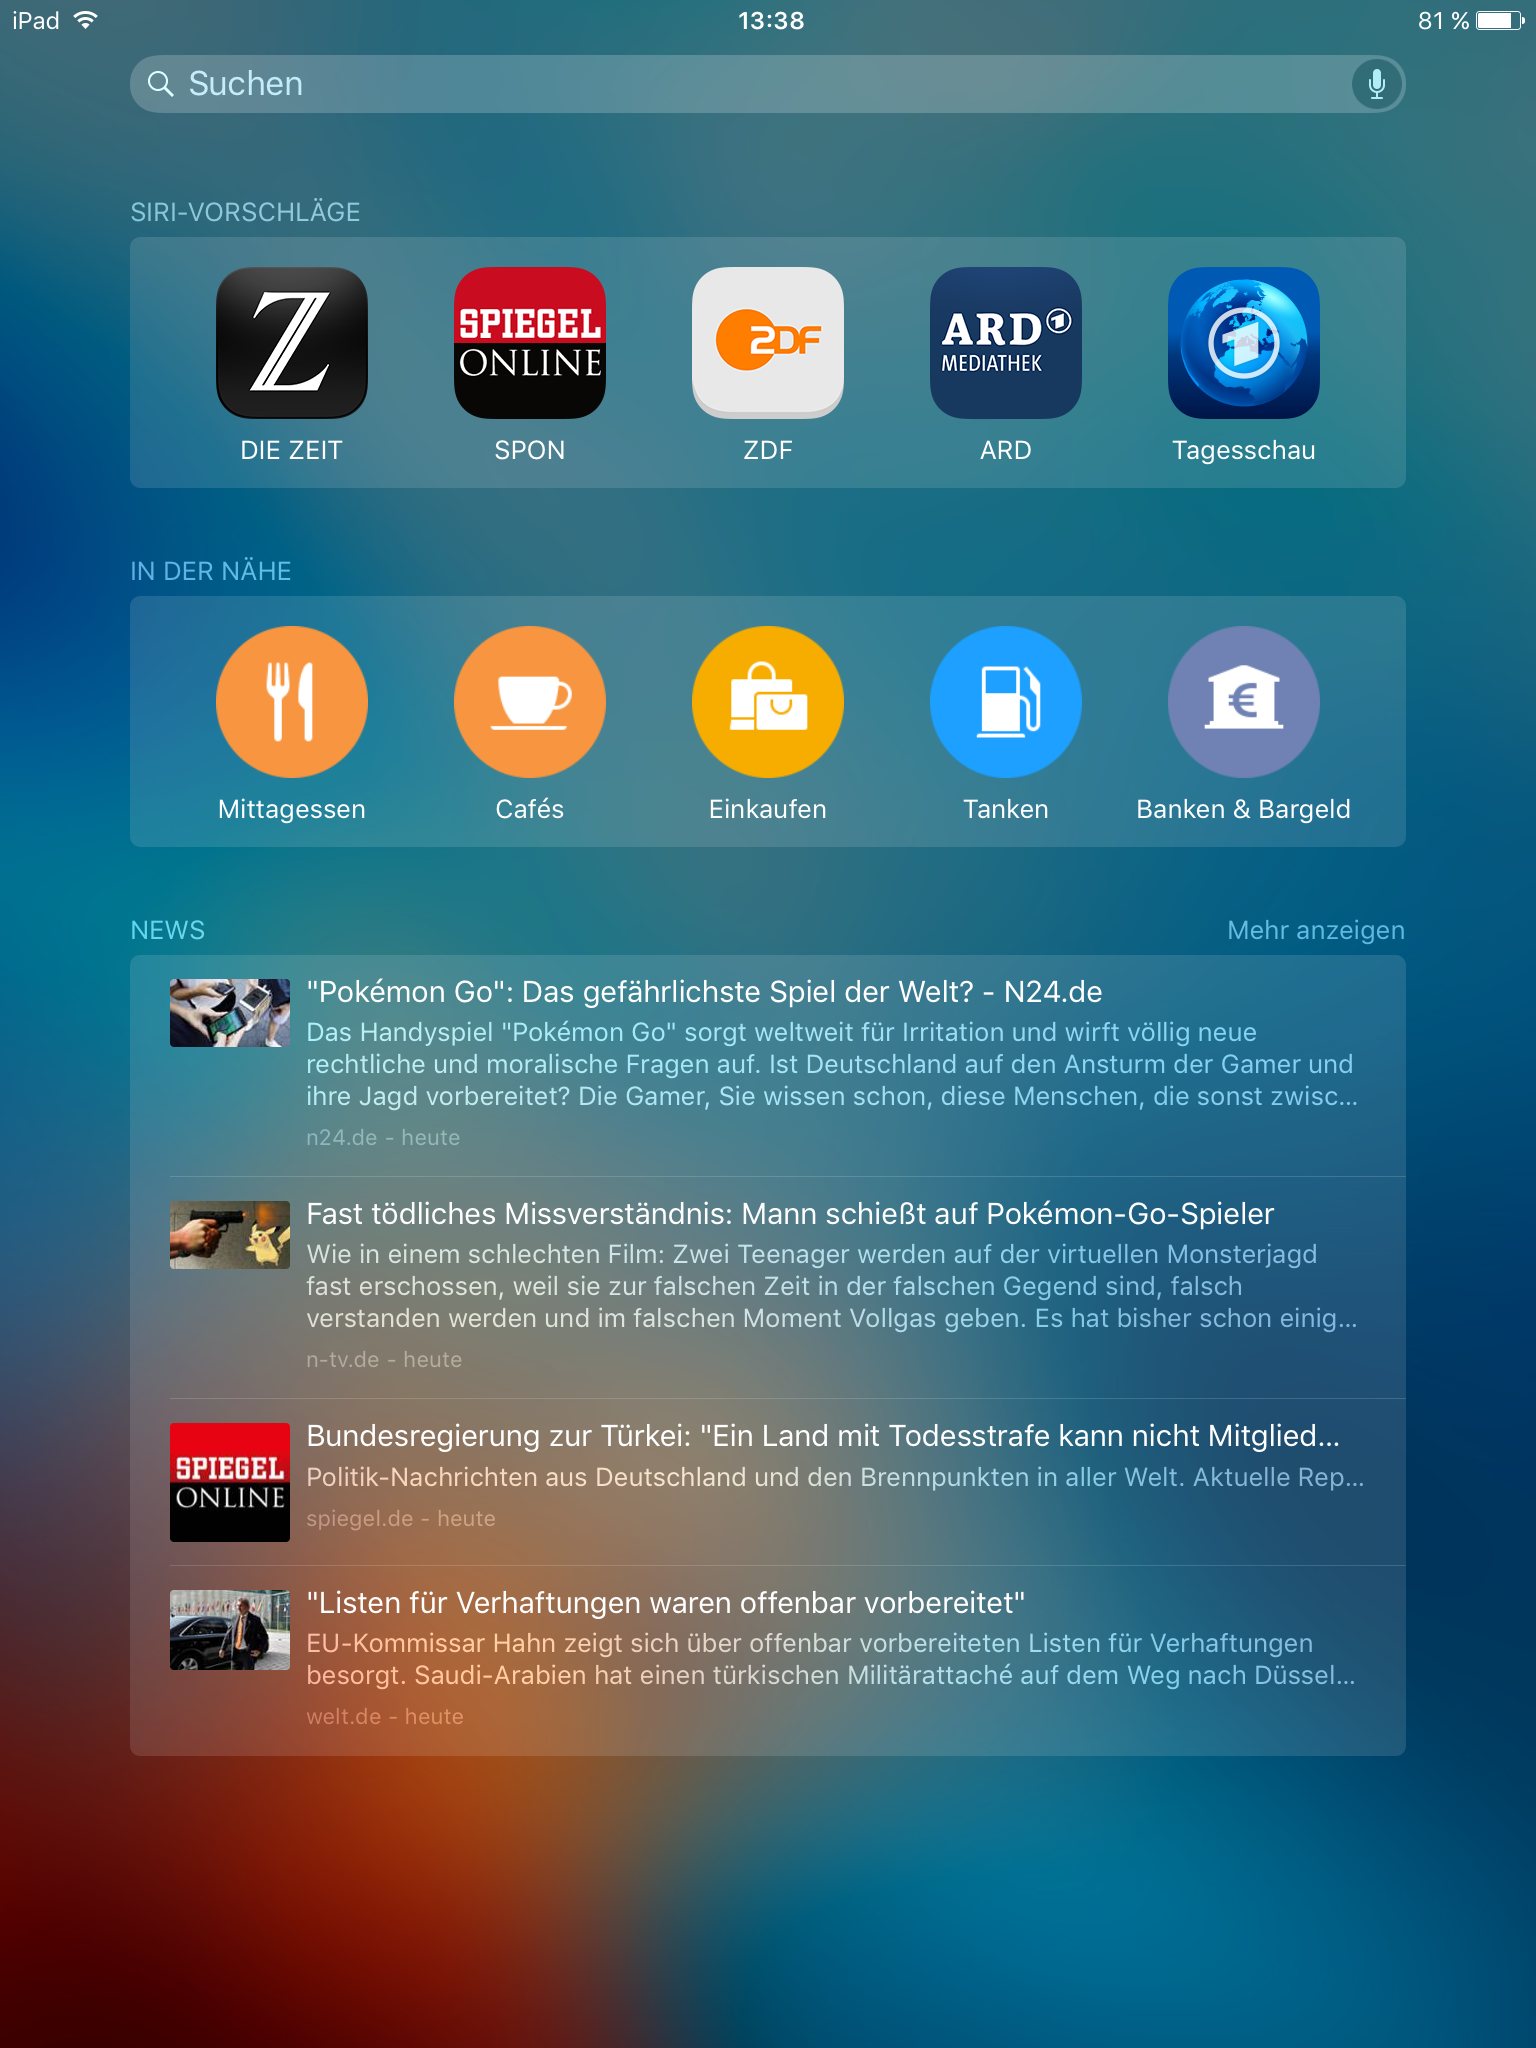 iPad 13:38 81 %
Suchen
SIRI-VORSCHLÄGE
Z SPIEGEL ONLINE ZDF ARD 1 MEDIATHEK 1
DIE ZEIT SPON ZDF ARD Tagesschau
IN DER NÄHE
€
Mittagessen Cafés Einkaufen Tanken Banken & Bargeld
NEWS Mehr anzeigen
"Pokémon Go": Das gefährlichste Spiel der Welt? - N24.de
Das Handyspiel "Pokémon Go" sorgt weltweit für Irritation und wirft völlig neue
rechtliche und moralische Fragen auf. Ist Deutschland auf den Ansturm der Gamer und
ihre Jagd vorbereitet? Die Gamer, Sie wissen schon, diese Menschen, die sonst zwisc...
n24.de - heute
Fast tödliches Missverständnis: Mann schießt auf Pokémon-Go-Spieler
Wie in einem schlechten Film: Zwei Teenager werden auf der virtuellen Monsterjagd
fast erschossen, weil sie zur falschen Zeit in der falschen Gegend sind, falsch
verstanden werden und im falschen Moment Vollgas geben. Es hat bisher schon einig...
n-tv.de - heute
SPIEGEL
ONLINE
Bundesregierung zur Türkei: "Ein Land mit Todesstrafe kann nicht Mitglied...
Politik-Nachrichten aus Deutschland und den Brennpunkten in aller Welt. Aktuelle Rep...
spiegel.de - heute
"Listen für Verhaftungen waren offenbar vorbereitet"
EU-Kommissar Hahn zeigt sich über offenbar vorbereiteten Listen für Verhaftungen
besorgt. Saudi-Arabien hat einen türkischen Militärattaché auf dem Weg nach Düssel...
welt.de - heute